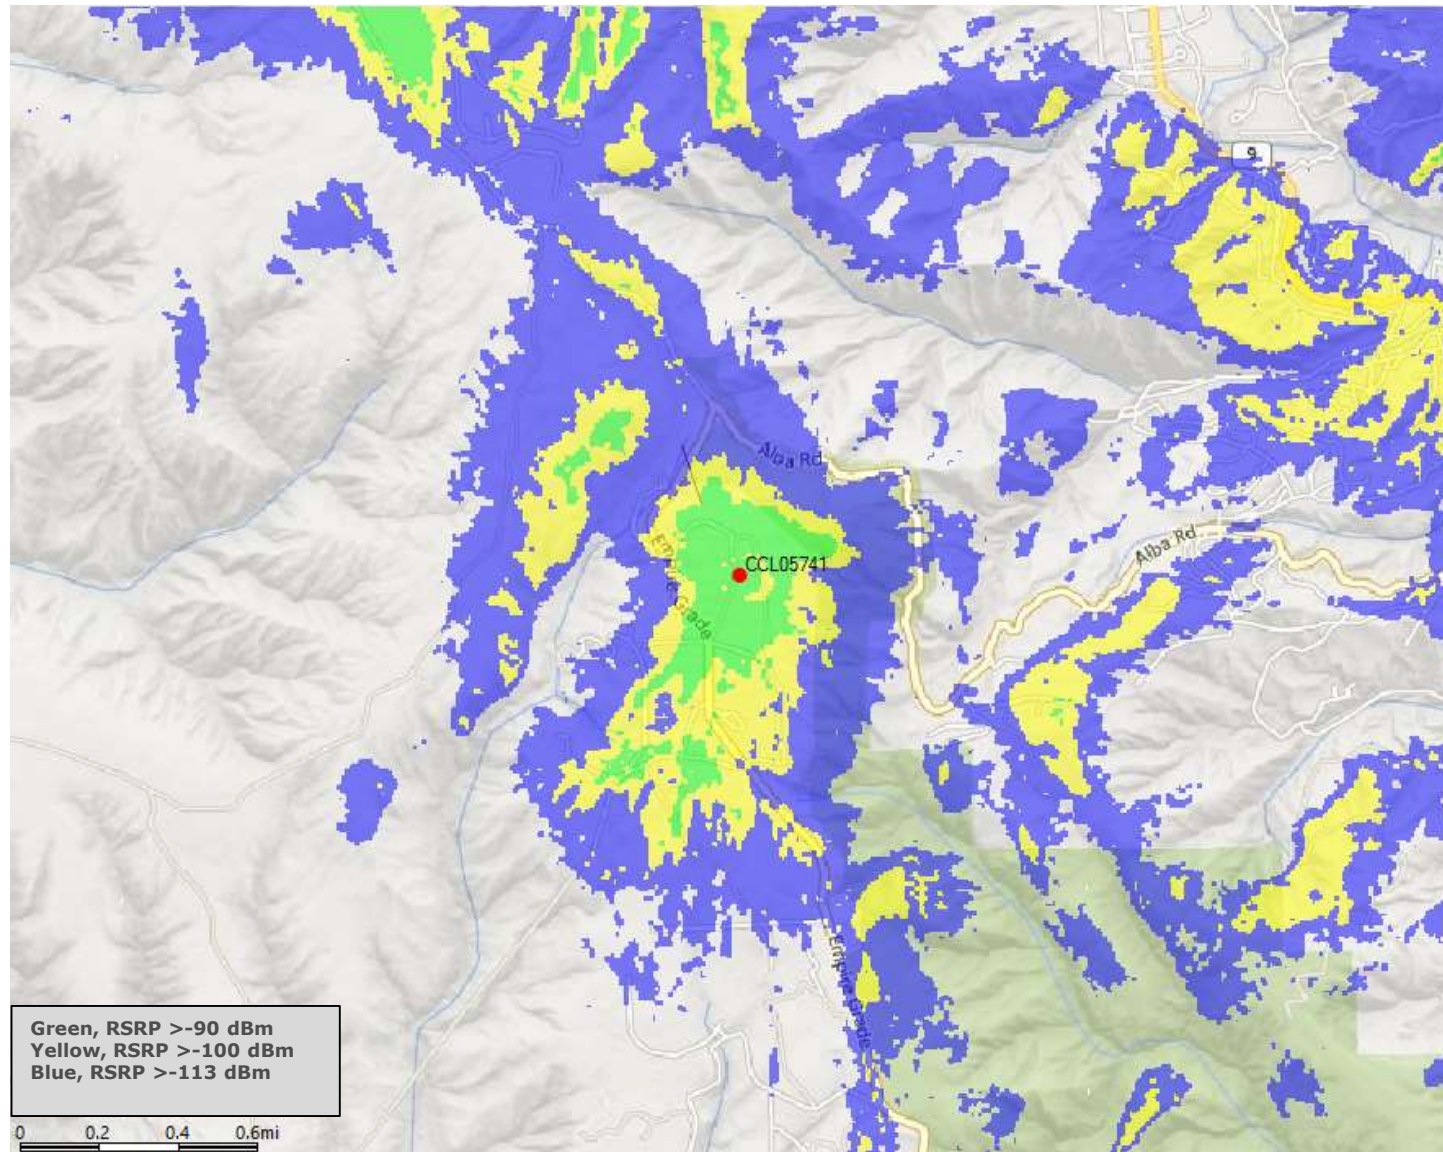 9
Alba Rd
CCL05741
Empire Grade
Alba Rd
Empire Grade
Green, RSRP >-90 dBm
Yellow, RSRP >-100 dBm
Blue, RSRP >-113 dBm
0 0.2 0.4 0.6mi